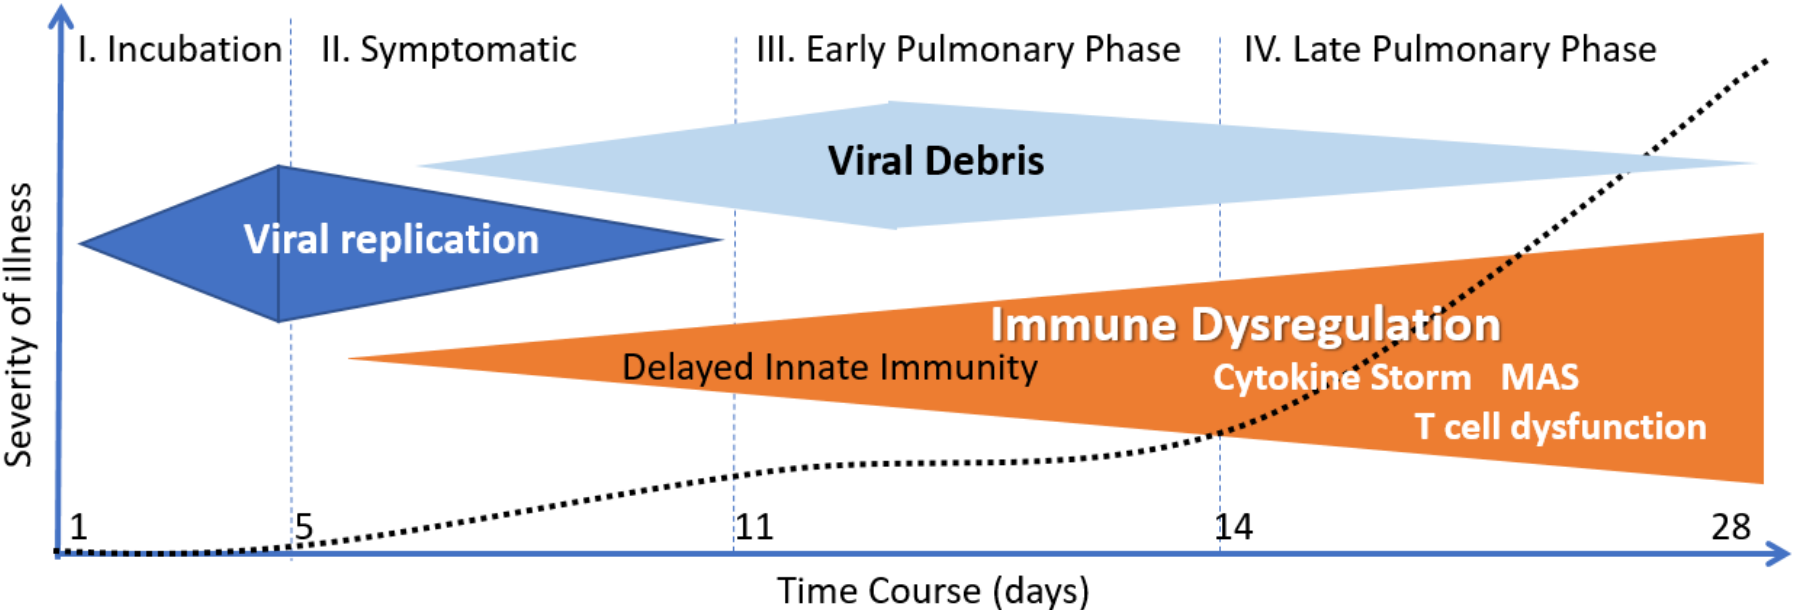 I. Incubation
II. Symptomatic
III. Early Pulmonary Phase
IV. Late Pulmonary Phase
Viral Debris
Viral replication
Immune Dysregulation
Delayed Innate Immunity
Cytokine Storm MAS
T cell dysfunction
Severity of illness
1
5
11
14
28
Time Course (days)